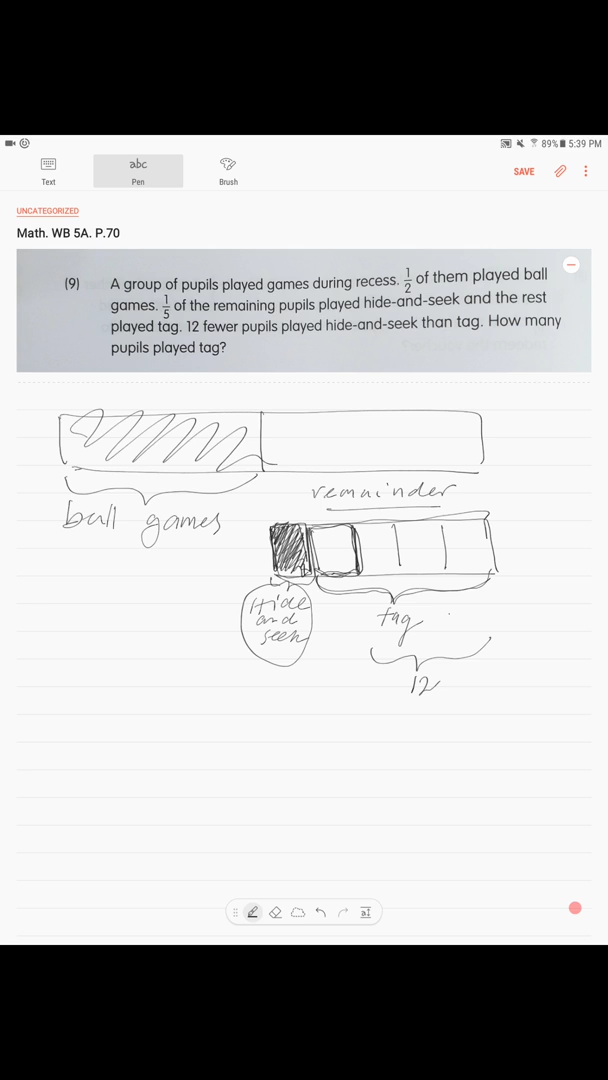 89% 5:39 PM
abc
Text
Pen
Brush
SAVE
UNCATEGORIZED
Math. WB 5A. P.70
(9) A group of pupils played games during recess. 1/2 of them played ball
games. 1/5 of the remaining pupils played hide-and-seek and the rest
played tag. 12 fewer pupils played hide-and-seek than tag. How many
pupils played tag?
remainder
ball games
Hide
and
seek
tag
12